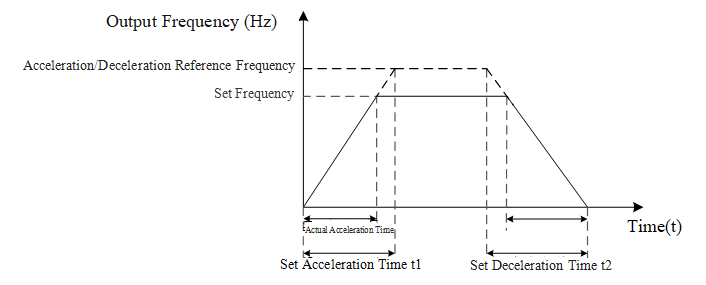 Output Frequency (Hz)
Acceleration/Deceleration Reference Frequency
Set Frequency
Actual Acceleration Time
Time(t)
Set Acceleration Time t1
Set Deceleration Time t2